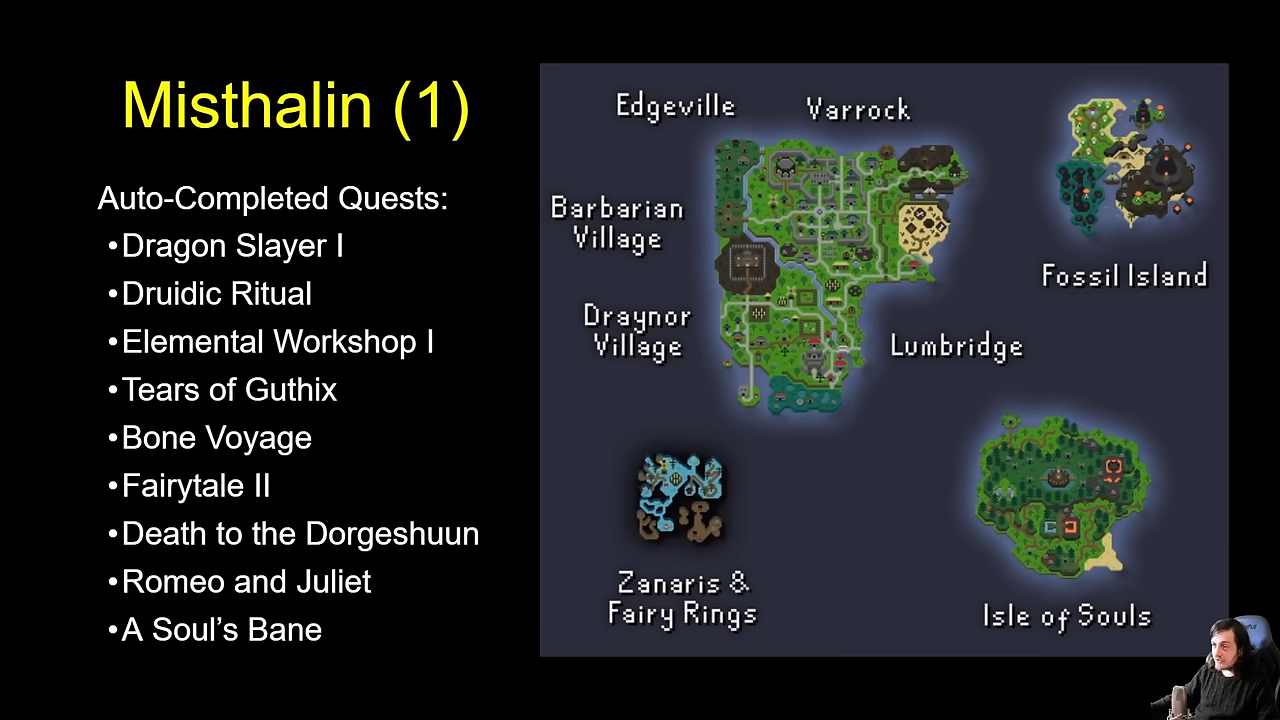 Misthalin (1)
Auto-Completed Quests:
•Dragon Slayer I
•Druidic Ritual
•Elemental Workshop I
•Tears of Guthix
•Bone Voyage
•Fairytale II
•Death to the Dorgeshuun
•Romeo and Juliet
•A Soul’s Bane
Edgeville
Varrock
Barbarian
Village
Draynor
Village
Lumbridge
Fossil Island
Zanaris &
Fairy Rings
Isle of Souls